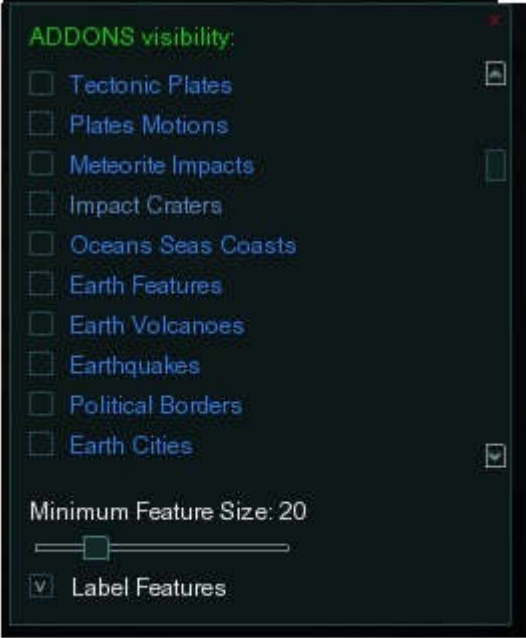 ADDONS visibility:
Tectonic Plates
Plates Motions
Meteorite Impacts
Impact Craters
Oceans Seas Coasts
Earth Features
Earth Volcanoes
Earthquakes
Political Borders
Earth Cities
Minimum Feature Size: 20
Label Features